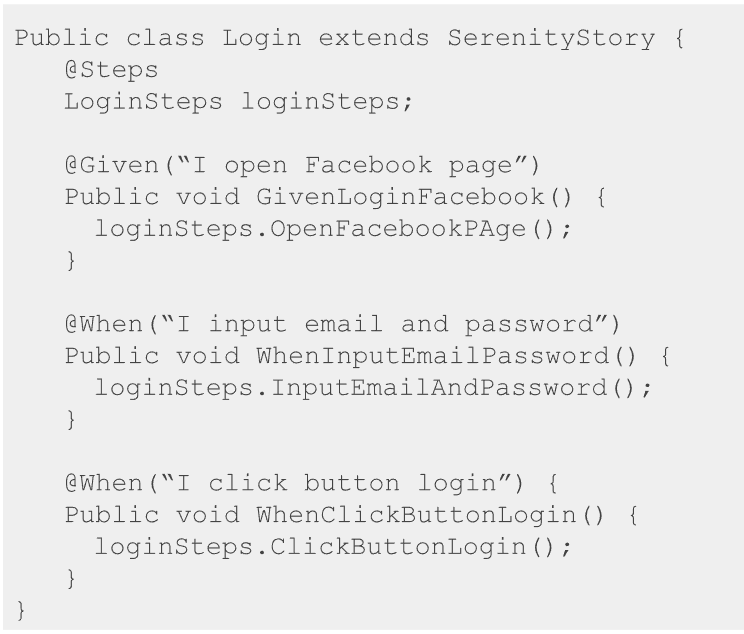 Public class Login extends SerenityStory {
@Steps
LoginSteps loginSteps;
@Given(“I open Facebook page”)
Public void GivenLoginFacebook() {
loginSteps.OpenFacebookPAge();
}
@When(“I input email and password”)
Public void WhenInputEmailPassword() {
loginSteps.InputEmailAndPassword();
}
@When(“I click button login”) {
Public void WhenClickButtonLogin() {
loginSteps.ClickButtonLogin();
}
}